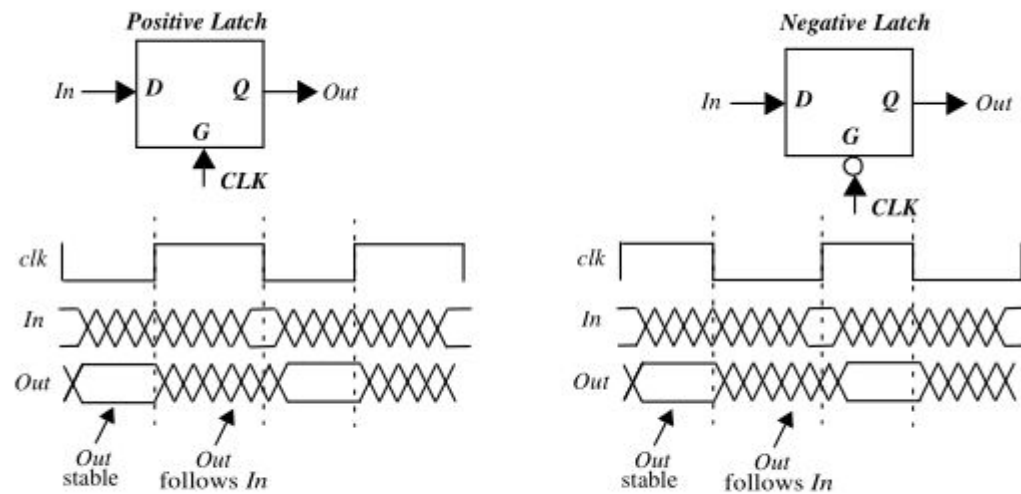 Positive Latch
In
D
Q
Out
G
CLK
clk
In
Out
Out
stable
Out
follows In
Negative Latch
In
D
Q
Out
G
CLK
clk
In
Out
Out
stable
Out
follows In